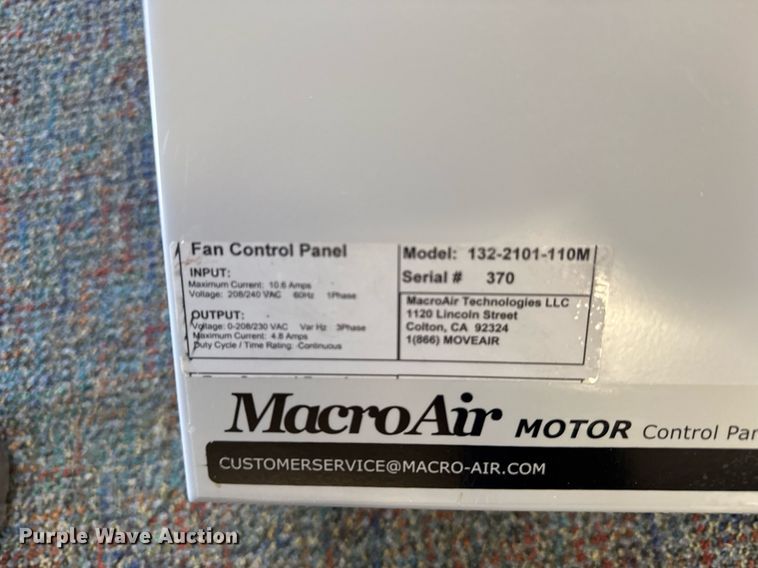 Fan Control Panel
INPUT:
Maximum Current: 10.6 Amps
Voltage: 208/240 VAC 60Hz 1Phase
OUTPUT:
Voltage: 0-208/230 VAC Var Hz 3Phase
Maximum Current: 4.8 Amps
Duty Cycle / Time Rating: Continuous
Model: 132-2101-110M
Serial # 370
MacroAir Technologies LLC
1120 Lincoln Street
Colton, CA 92324
1(866) MOVEAIR
MacroAir MOTOR Control Pan
CUSTOMERSERVICE@MACRO-AIR.COM
Purple Wave Auction